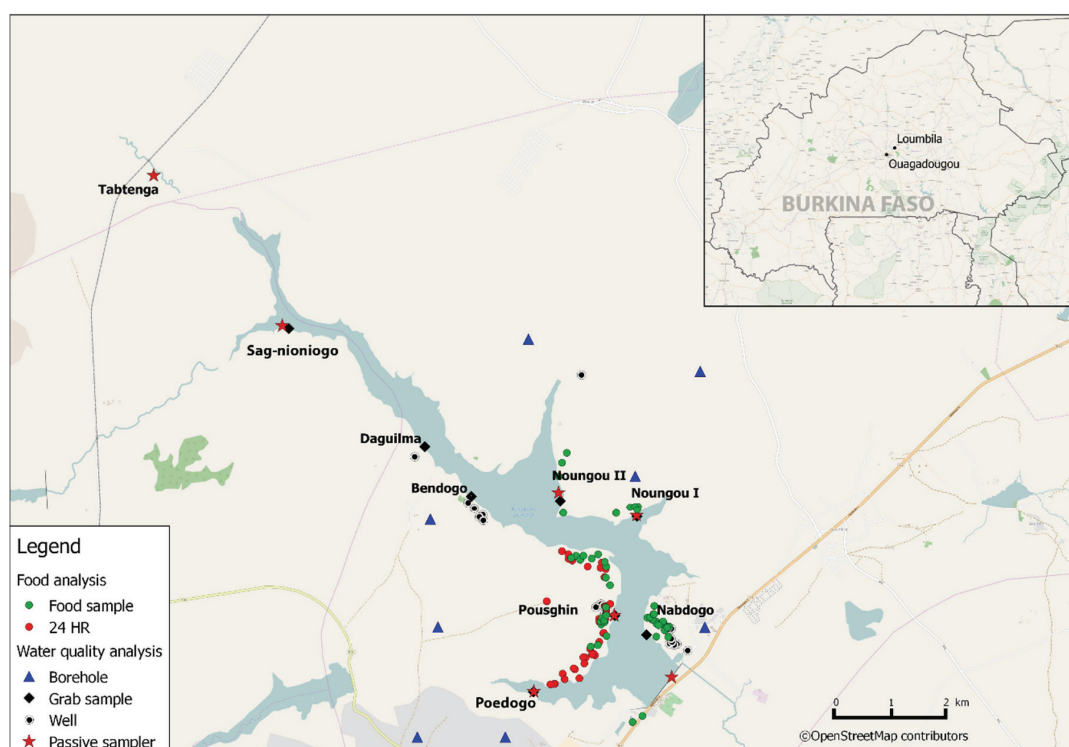 Loumbila
Ouagadougou
BURKINA FASO
Tabtenga
Sag-nioniogo
Daguilma
Noungou II
Bendogo
Noungou I
Legend
Food analysis
Food sample
24 HR
Water quality analysis
Borehole
Grab sample
Well
Passive sampler
Pousghin
Nabdogo
Poedogo
0 1 2 km
©OpenStreetMap contributors